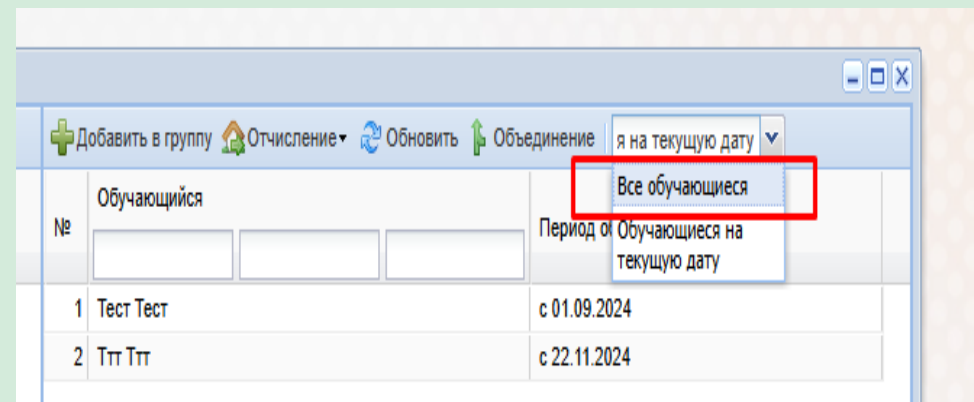 Добавить в группу Отчисление Обновить Объединение я на текущую дату
Все обучающиеся
Обучающиеся на
текущую дату
№ Обучающийся Период о
1 Тест Тест с 01.09.2024
2 Ттт Ттт с 22.11.2024